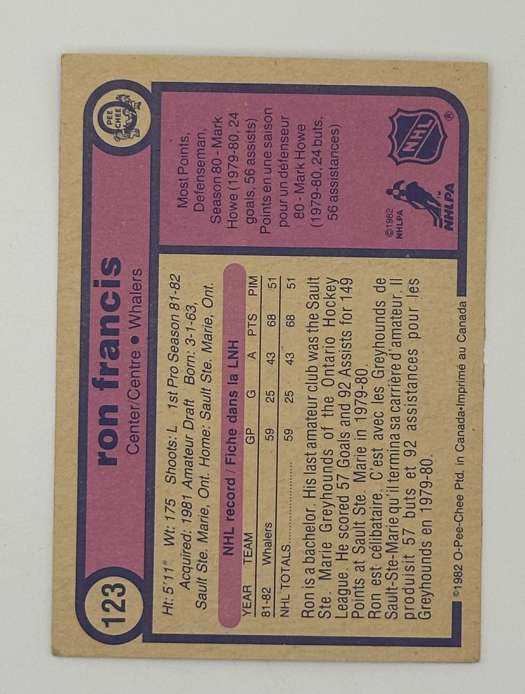 123
ron francis
Center/Centre • Whalers
O PEE CHEE
Ht: 5'11" Wt: 175 Shoots: L 1st Pro Season 81-82
Acquired: 1981 Amateur Draft Born: 3-1-63,
Sault Ste. Marie, Ont. Home: Sault Ste. Marie, Ont.
NHL record / Fiche dans la LNH
YEAR TEAM GP G A PTS PIM
81-82 Whalers 59 25 43 68 51
NHL TOTALS 59 25 43 68 51
Ron is a bachelor. His last amateur club was the Sault
Ste. Marie Greyhounds of the Ontario Hockey
League. He scored 57 Goals and 92 Assists for 149
Points at Sault Ste. Marie in 1979-80.
Ron est célibataire. C'est avec les Greyhounds de
Sault-Ste-Marie qu'il termina sa carrière d'amateur. Il
produisit 57 buts et 92 assistances pour les
Greyhounds en 1979-80.
Most Points,
Defenseman,
Season 80 - Mark
Howe (1979-80, 24
goals, 56 assists)
Points en une saison
pour un défenseur
80 - Mark Howe
(1979-80, 24 buts,
56 assistances)
©1982
NHLPA
NHL
®
™
NHLPA
©1982 O-Pee-Chee Ptd. in Canada•Imprimé au Canada